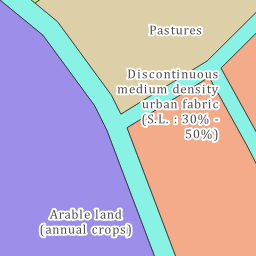 Pastures
Discontinuous
medium density
urban fabric
(S.L. : 30% -
50%)
Arable land
(annual crops)